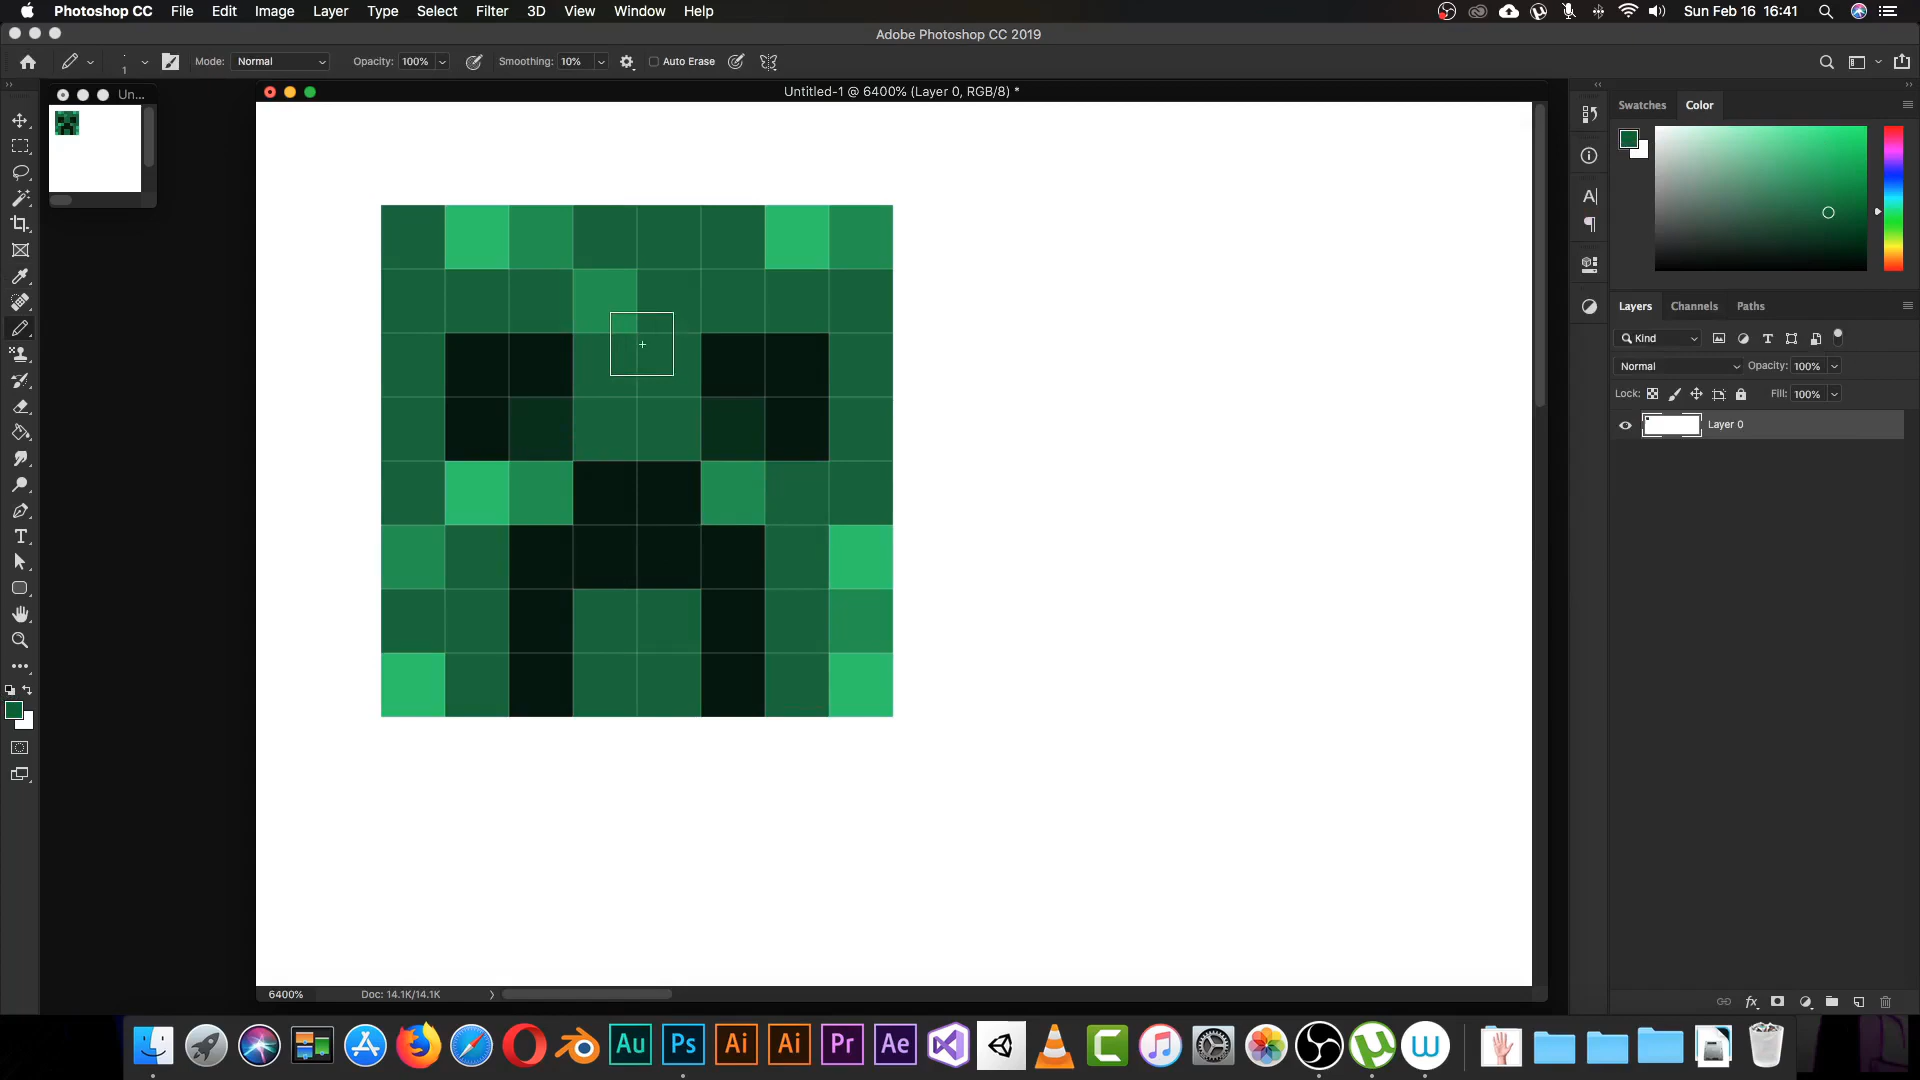 Photoshop CC File Edit Image Layer Type Select Filter 3D View Window Help Sun Feb 16 16:41
Adobe Photoshop CC 2019
1 Mode: Normal Opacity: 100% Smoothing: 10% Auto Erase
Un...
Untitled-1 @ 6400% (Layer 0, RGB/8) *
Swatches Color
Layers Channels Paths
Kind
Normal Opacity: 100%
Lock: Fill: 100%
Layer 0
fx
6400% Doc: 14.1K/14.1K
Au Ps Ai Ai Pr Ae